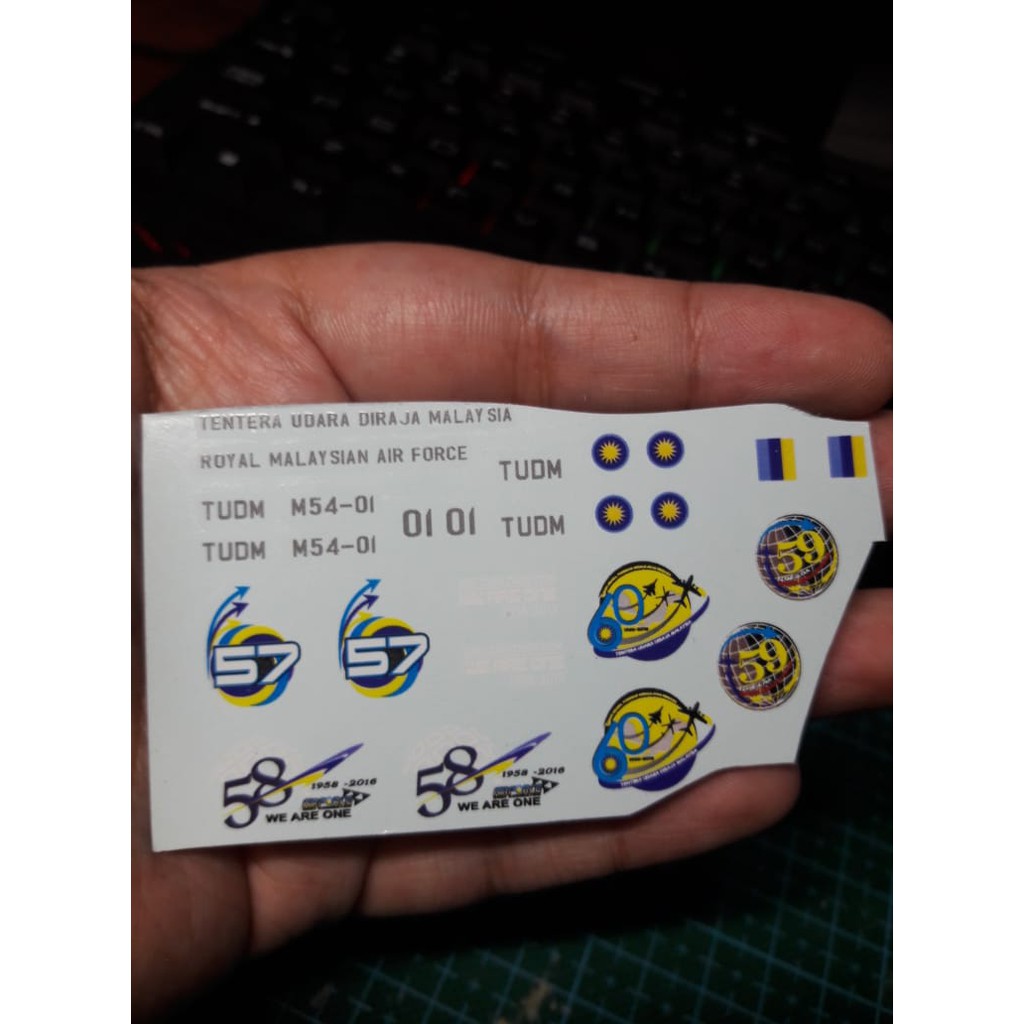 TENTERA UDARA DIRAJA MALAYSIA
ROYAL MALAYSIAN AIR FORCE
TUDM
TUDM M54-01
01 01
TUDM
TUDM M54-01
59
57
57
60
59
60
58
1958 - 2016
WE ARE ONE
58
1958 - 2016
WE ARE ONE